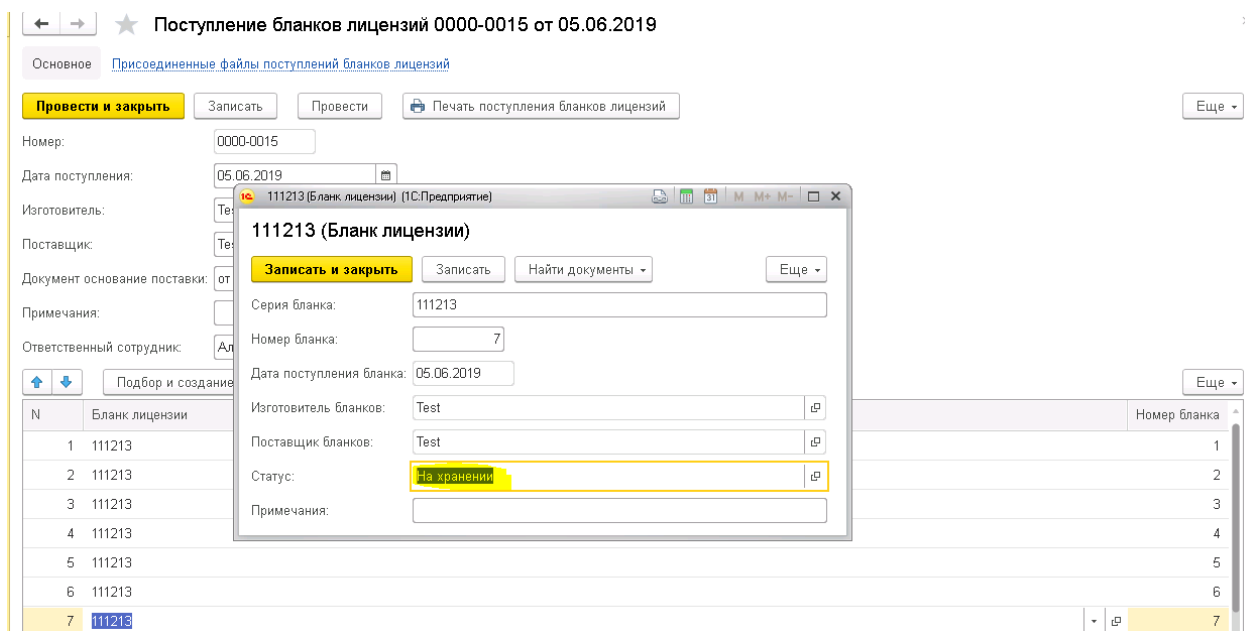 Поступление бланков лицензий 0000-0015 от 05.06.2019
Основное Присоединенные файлы поступлений бланков лицензий
Провести и закрыть Записать Провести Печать поступления бланков лицензий Еще
Номер: 0000-0015
Дата поступления: 05.06.2019
Изготовитель:
Поставщик:
Документ основание поставки: от
Примечания:
Ответственный сотрудник:
Подбор и создание Еще
N Бланк лицензии Номер бланка
1 111213 1
2 111213 2
3 111213 3
4 111213 4
5 111213 5
6 111213 6
7 111213 7
111213 (Бланк лицензии) (1С:Предприятие) M M+ M-
111213 (Бланк лицензии)
Записать и закрыть Записать Найти документы Еще
Серия бланка: 111213
Номер бланка: 7
Дата поступления бланка: 05.06.2019
Изготовитель бланков: Test
Поставщик бланков: Test
Статус: На хранении
Примечания: